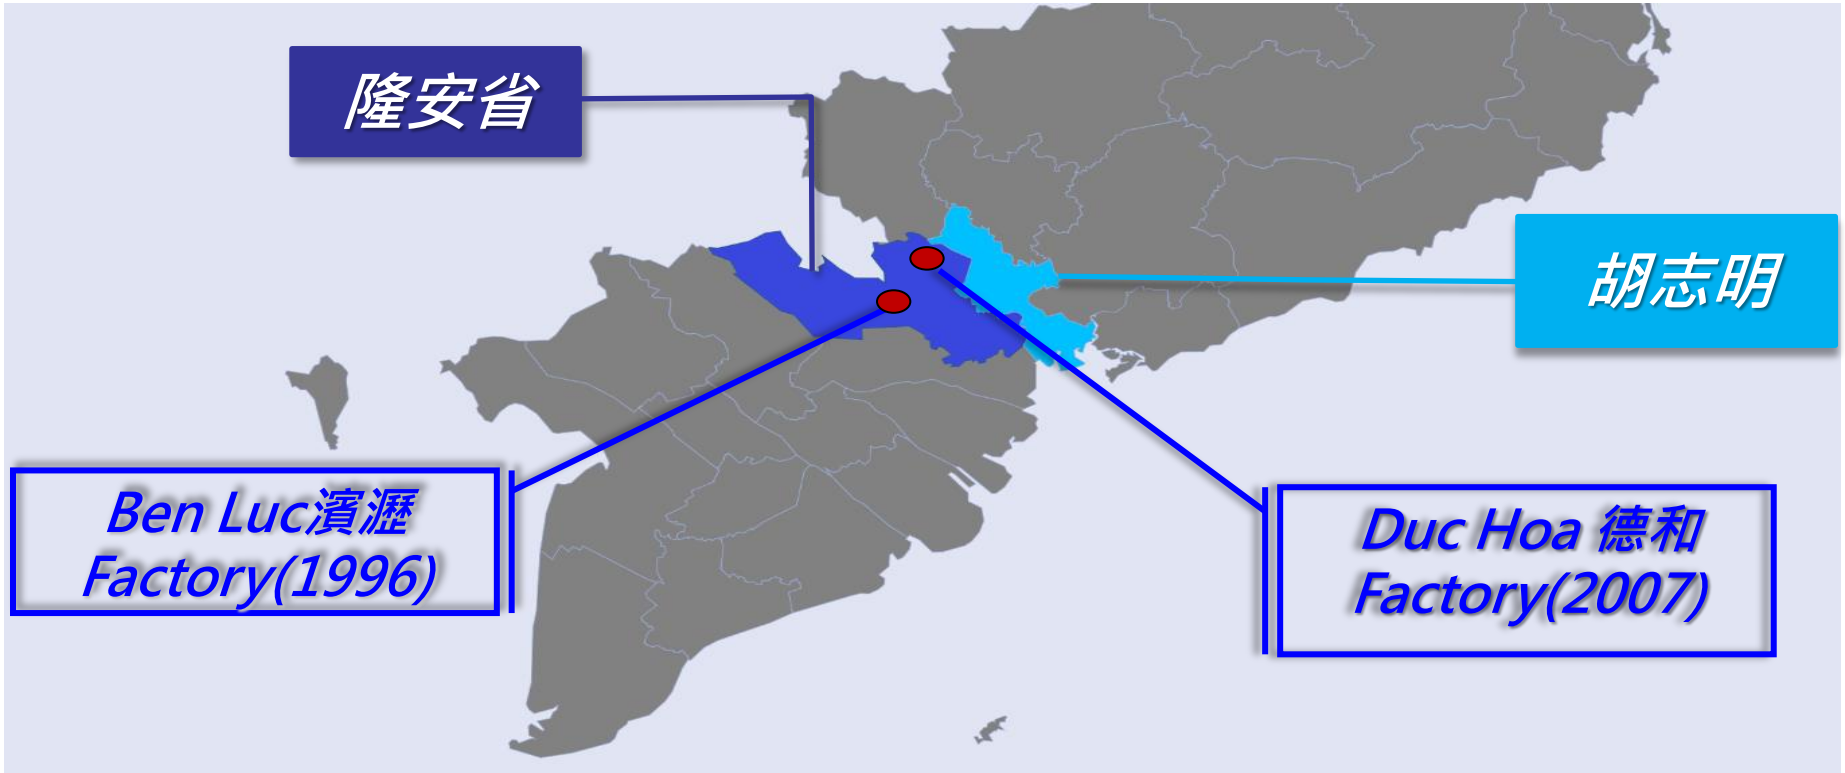 隆安省
胡志明
Ben Luc濱瀝
Factory(1996)
Duc Hoa 德和
Factory(2007)